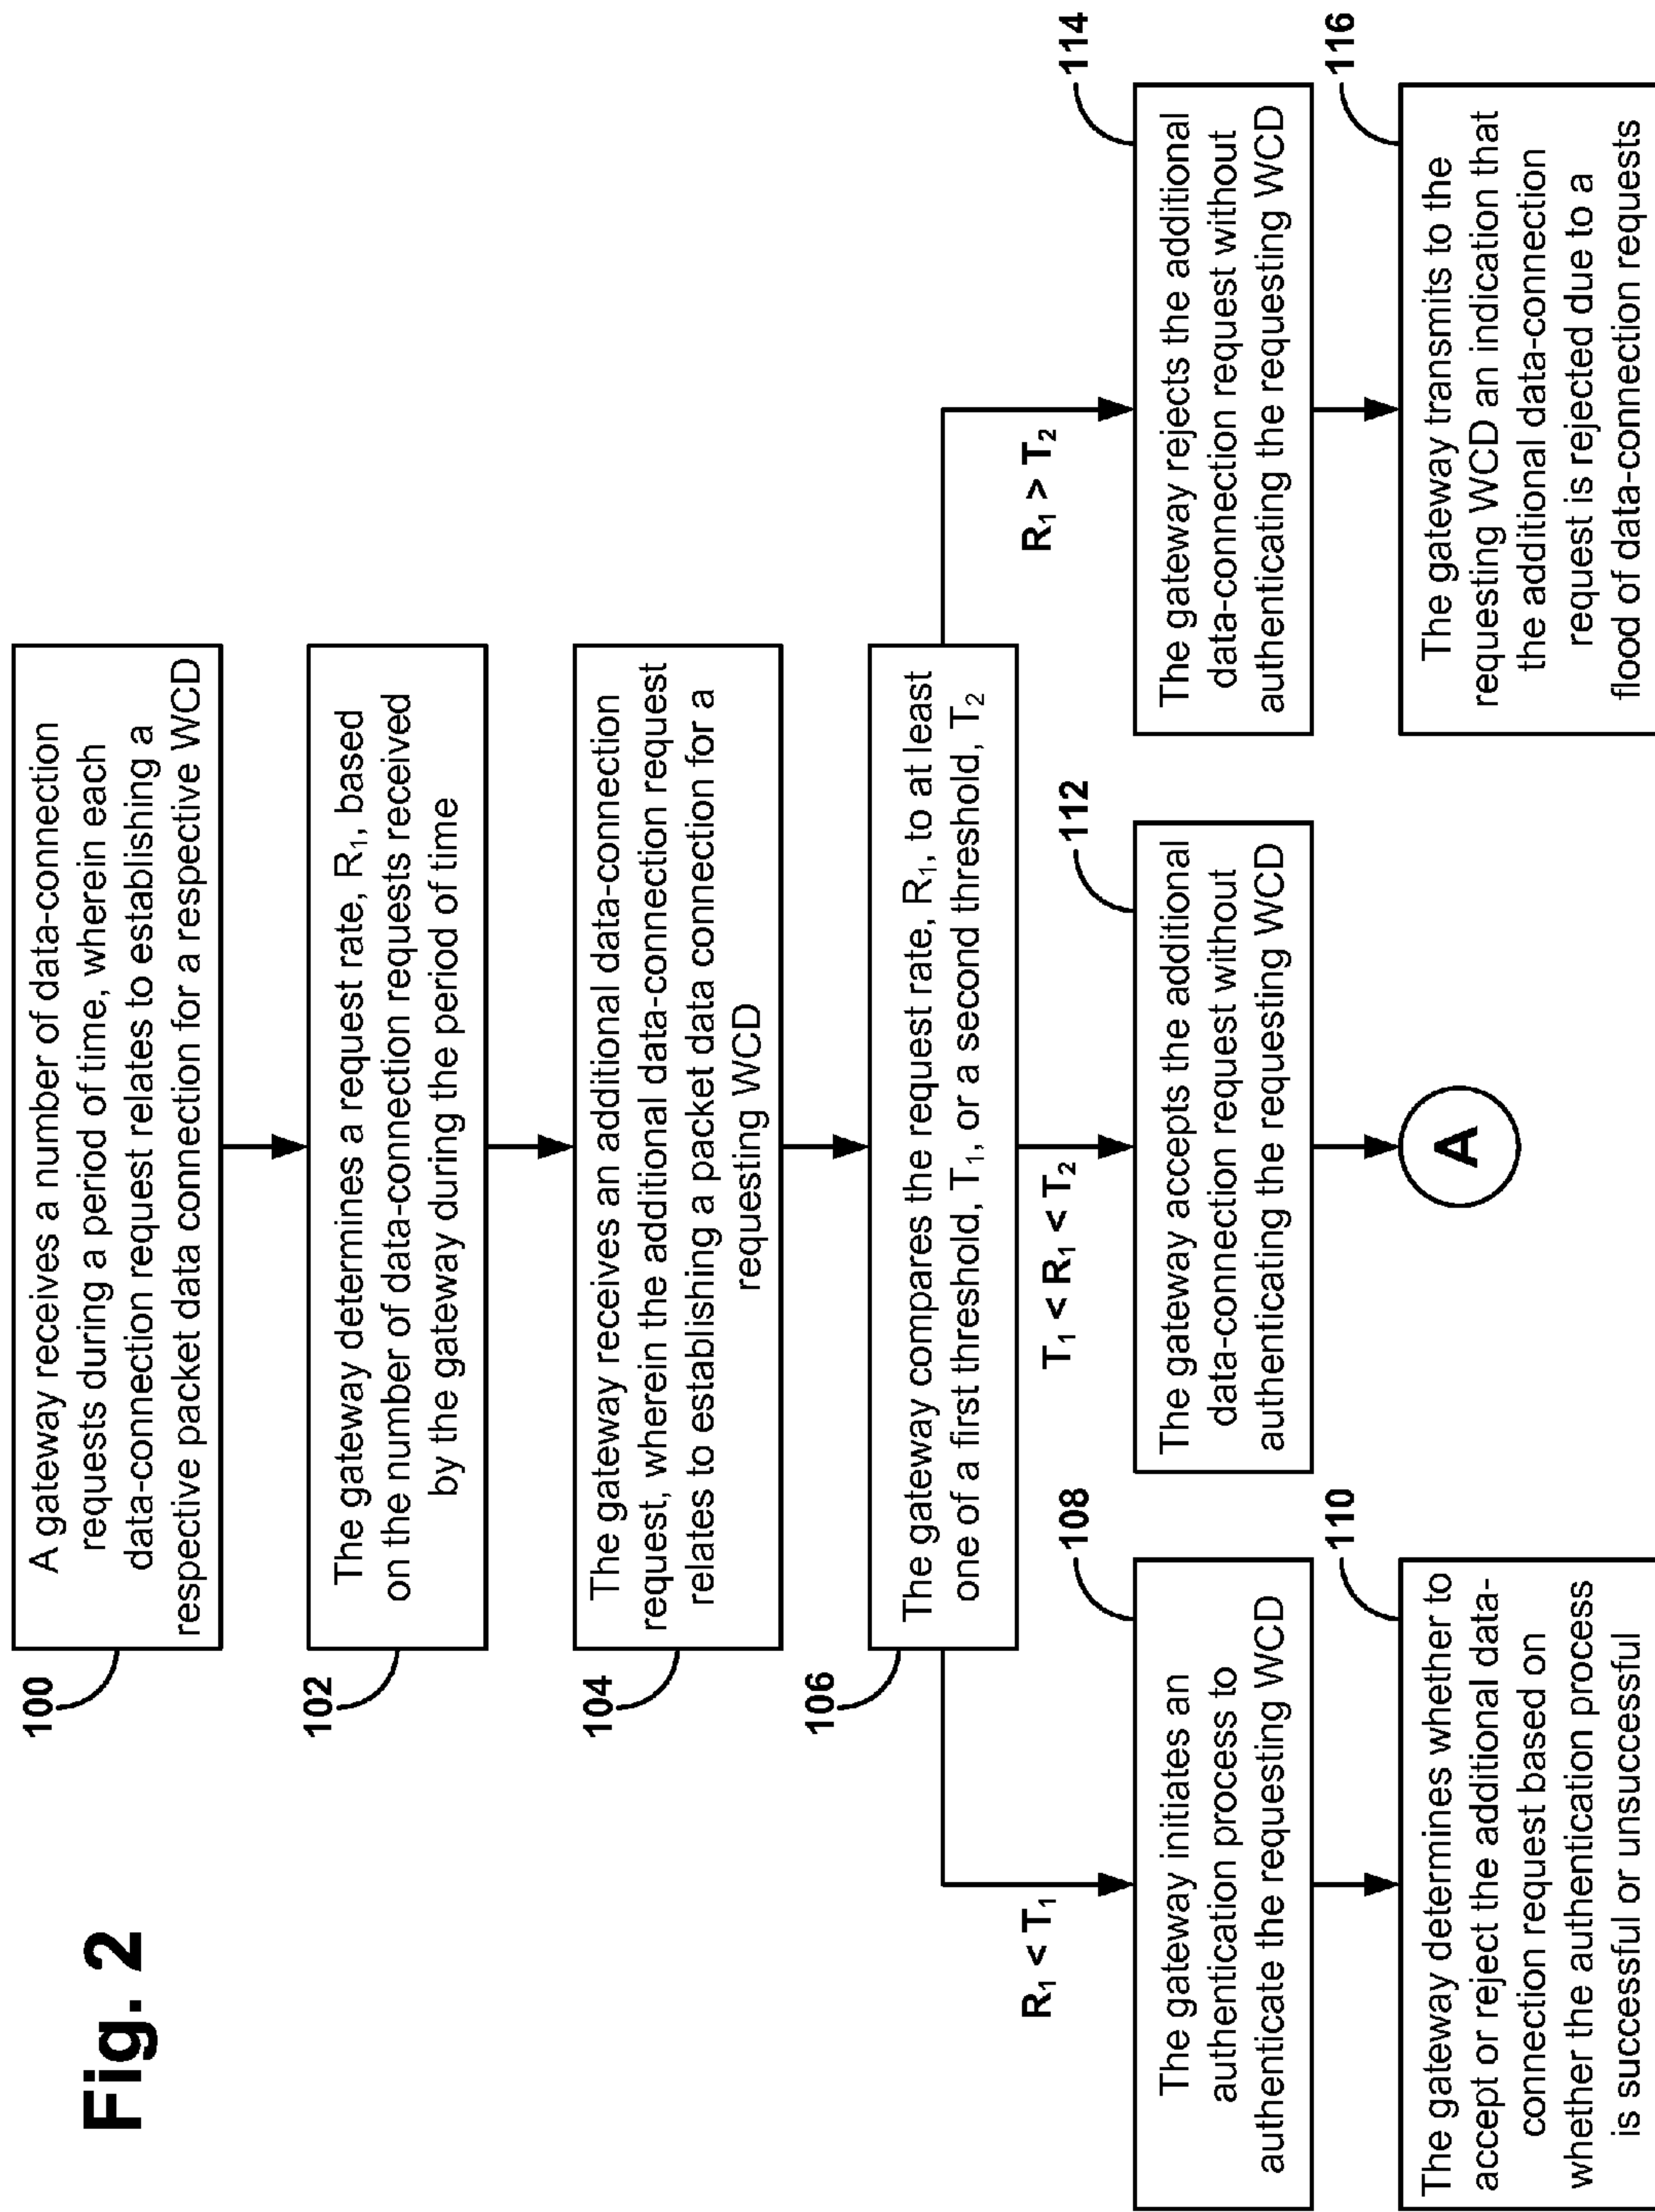 Fig. 2
100
A gateway receives a number of data-connection
requests during a period of time, wherein each
data-connection request relates to establishing a
respective packet data connection for a respective WCD
102
The gateway determines a request rate, R₁, based
on the number of data-connection requests received
by the gateway during the period of time
104
The gateway receives an additional data-connection
request, wherein the additional data-connection request
relates to establishing a packet data connection for a
requesting WCD
106
The gateway compares the request rate, R₁, to at least
one of a first threshold, T₁, or a second threshold, T₂
R₁ < T₁
108
The gateway initiates an
authentication process to
authenticate the requesting WCD
110
The gateway determines whether to
accept or reject the additional data-
connection request based on
whether the authentication process
is successful or unsuccessful
T₁ < R₁ < T₂
112
The gateway accepts the additional
data-connection request without
authenticating the requesting WCD
A
R₁ > T₂
114
The gateway rejects the additional
data-connection request without
authenticating the requesting WCD
116
The gateway transmits to the
requesting WCD an indication that
the additional data-connection
request is rejected due to a
flood of data-connection requests